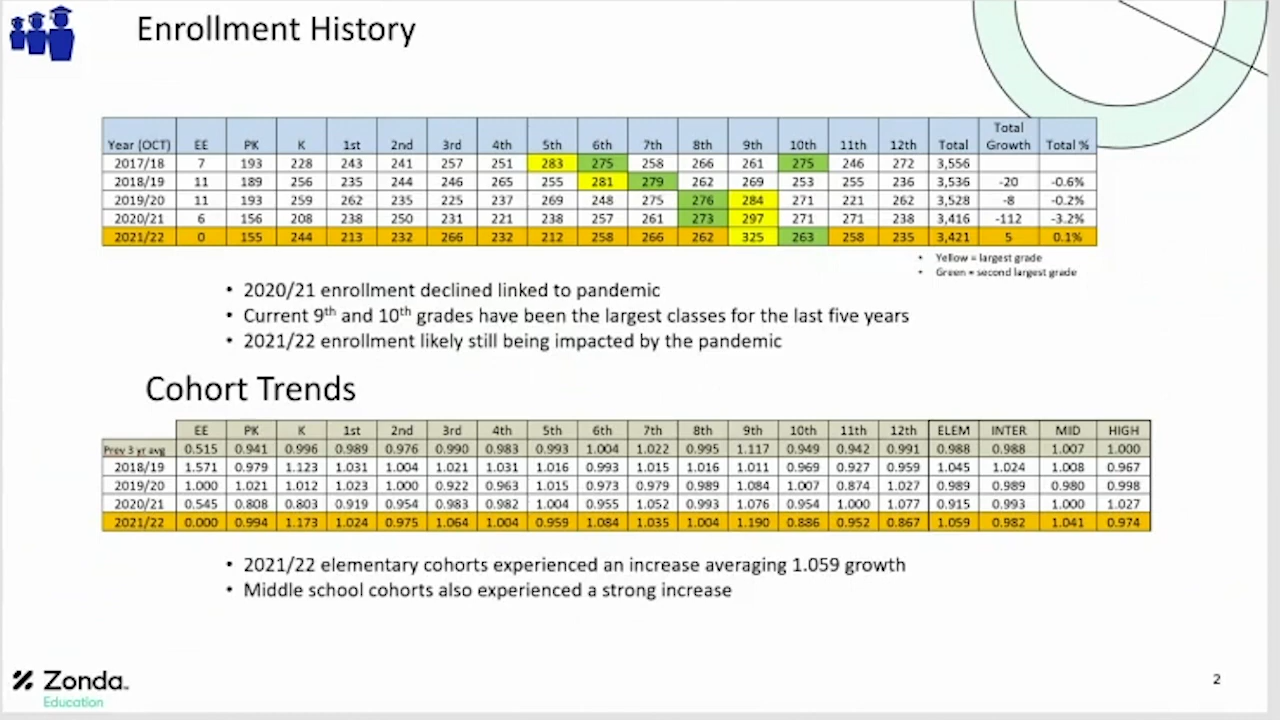 Enrollment History
Year (OCT) EE PK K 1st 2nd 3rd 4th 5th 6th 7th 8th 9th 10th 11th 12th Total Total Growth Total %
2017/18 7 193 228 243 241 257 251 283 275 258 266 261 275 246 272 3,556
2018/19 11 189 256 235 244 246 265 255 281 279 262 269 253 255 236 3,536 -20 -0.6%
2019/20 11 193 259 262 235 225 237 269 248 275 276 284 271 221 262 3,528 -8 -0.2%
2020/21 6 156 208 238 250 231 221 238 257 261 273 297 271 271 238 3,416 -112 -3.2%
2021/22 0 155 244 213 232 266 232 212 258 266 262 325 263 258 235 3,421 5 0.1%
• Yellow = largest grade
• Green = second largest grade
• 2020/21 enrollment declined linked to pandemic
• Current 9th and 10th grades have been the largest classes for the last five years
• 2021/22 enrollment likely still being impacted by the pandemic
Cohort Trends
EE PK K 1st 2nd 3rd 4th 5th 6th 7th 8th 9th 10th 11th 12th ELEM INTER MID HIGH
Prev 3 yr avg 0.515 0.941 0.996 0.989 0.976 0.990 0.983 0.993 1.004 1.022 0.995 1.117 0.949 0.942 0.991 0.988 0.988 1.007 1.000
2018/19 1.571 0.979 1.123 1.031 1.004 1.021 1.031 1.016 0.993 1.015 1.016 1.011 0.969 0.927 0.959 1.045 1.024 1.008 0.967
2019/20 1.000 1.021 1.012 1.023 1.000 0.922 0.963 1.015 0.973 0.979 0.989 1.084 1.007 0.874 1.027 0.989 0.989 0.980 0.998
2020/21 0.545 0.808 0.803 0.919 0.954 0.983 0.982 1.004 0.955 1.052 0.993 1.076 0.954 1.000 1.077 0.915 0.993 1.000 1.027
2021/22 0.000 0.994 1.173 1.024 0.975 1.064 1.004 0.959 1.084 1.035 1.004 1.190 0.886 0.952 0.867 1.059 0.982 1.041 0.974
• 2021/22 elementary cohorts experienced an increase averaging 1.059 growth
• Middle school cohorts also experienced a strong increase
Zonda
Education
2